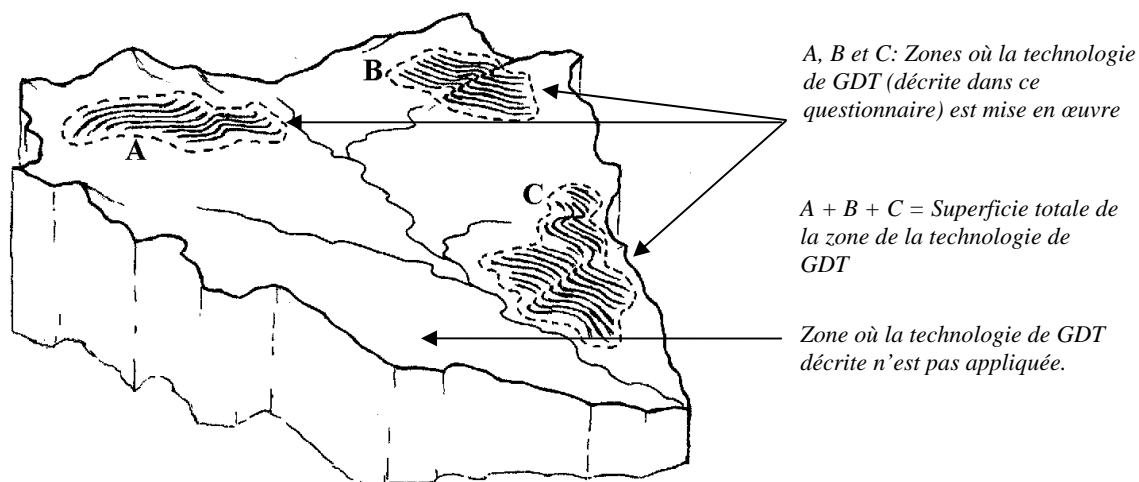 A, B et C: Zones où la technologie
de GDT (décrite dans ce
questionnaire) est mise en œuvre
B
A
C
A + B + C = Superficie totale de
la zone de la technologie de
GDT
Zone où la technologie de GDT
décrite n’est pas appliquée.